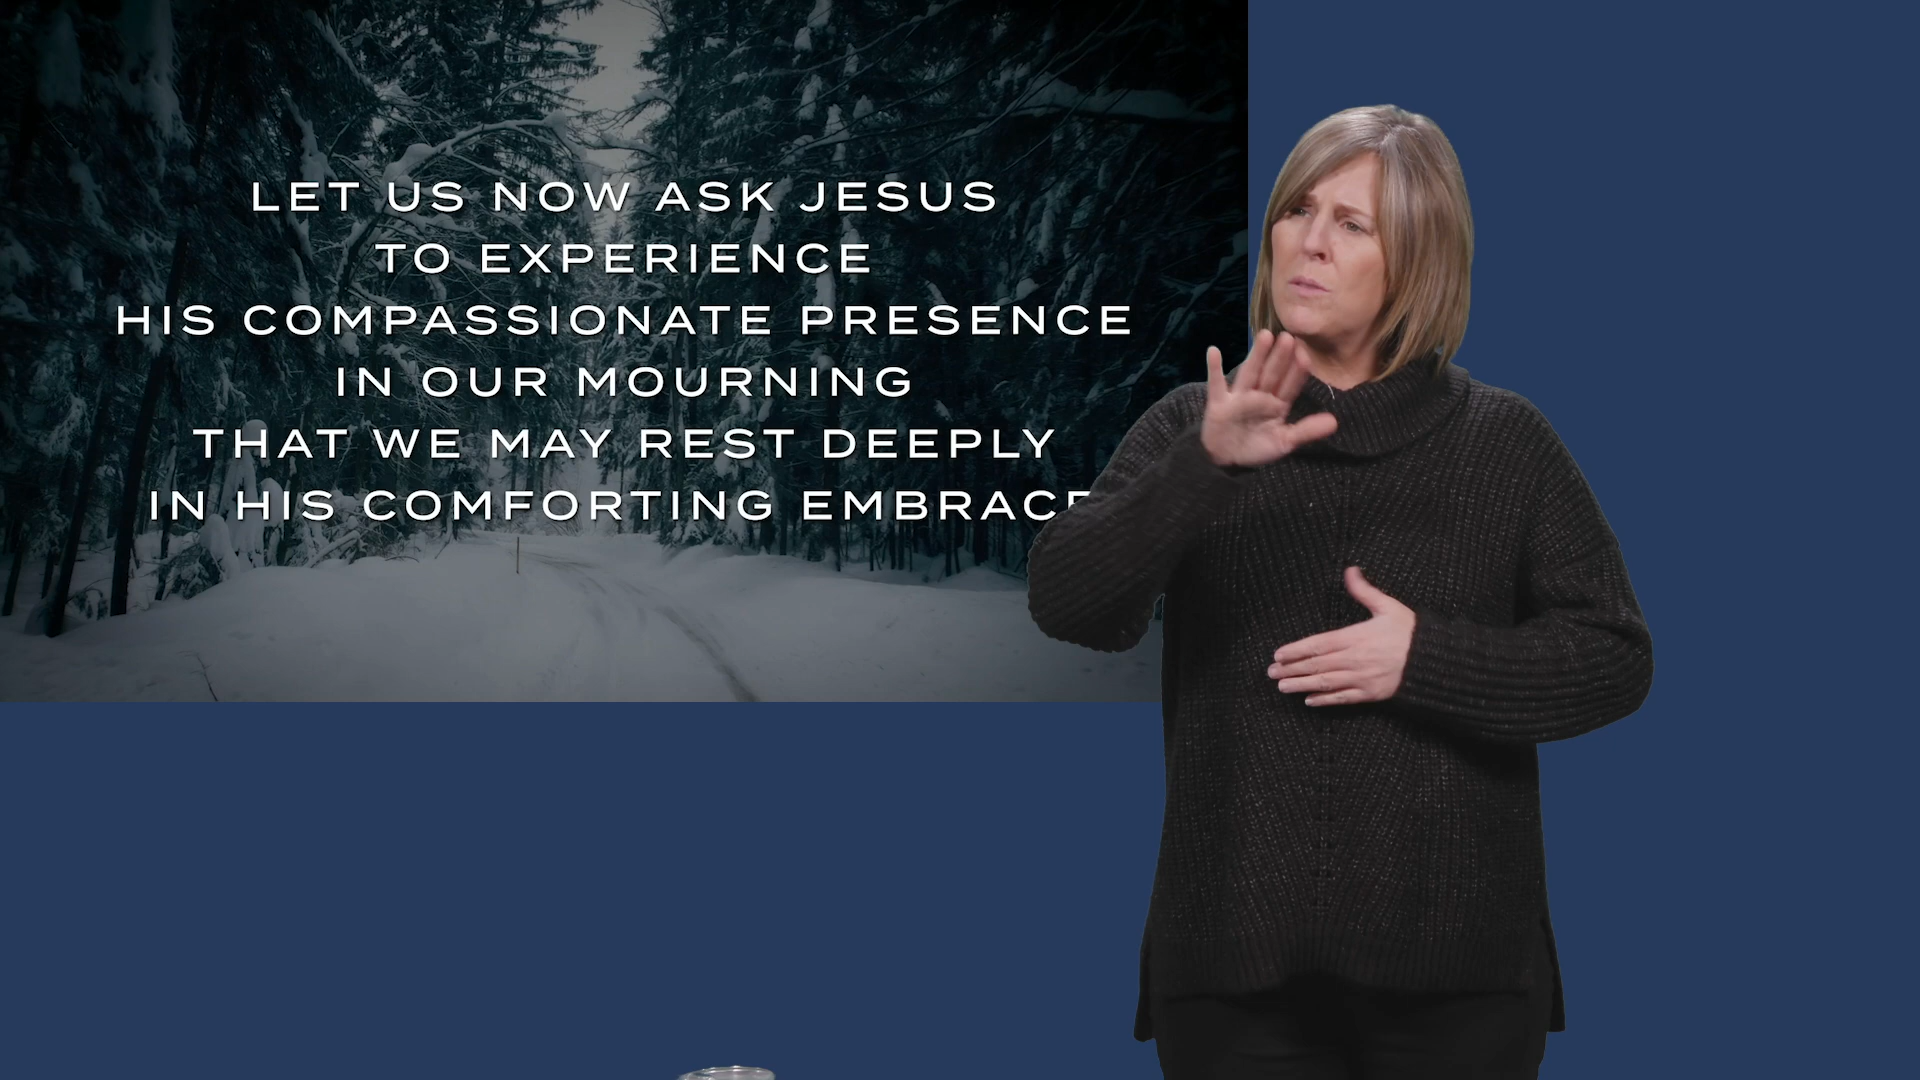 LET US NOW ASK JESUS
TO EXPERIENCE
HIS COMPASSIONATE PRESENCE
IN OUR MOURNING
THAT WE MAY REST DEEPLY
IN HIS COMFORTING EMBRACE